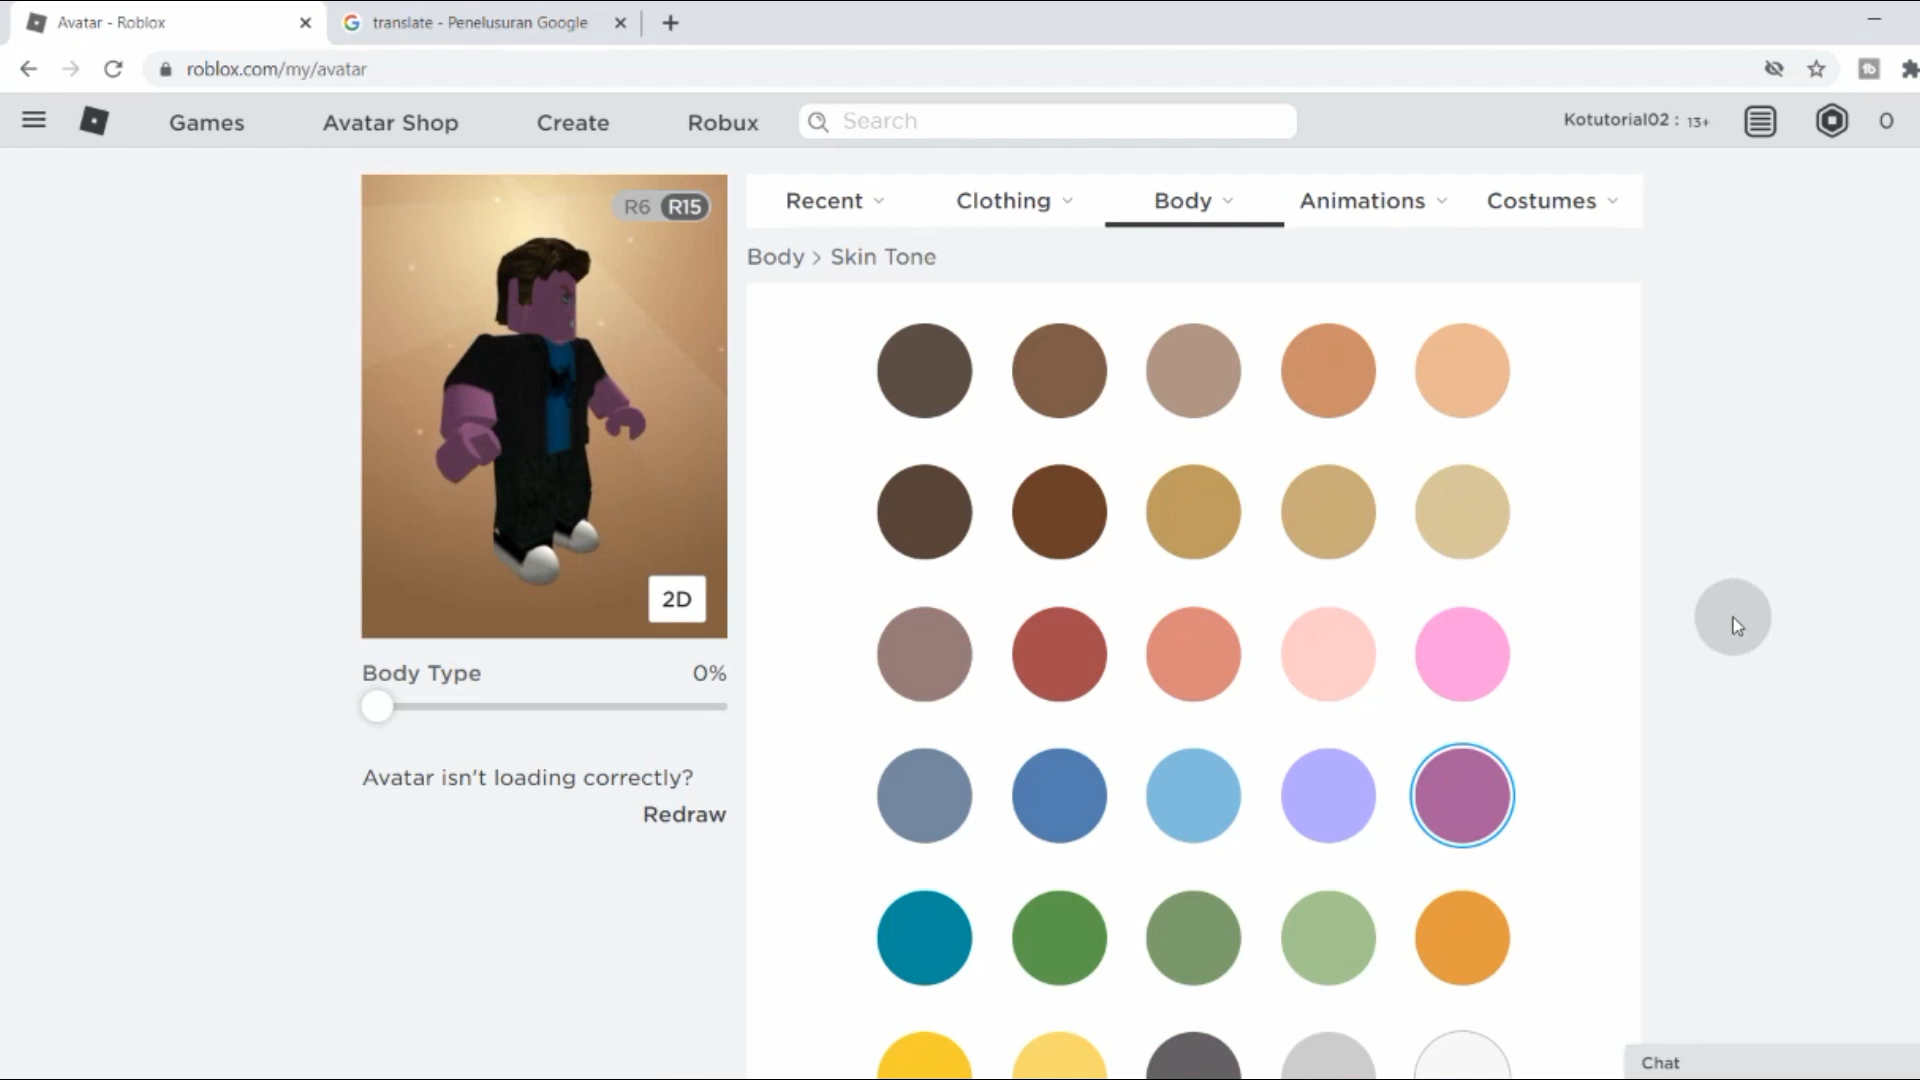 Avatar - Roblox
translate - Penelusuran Google
roblox.com/my/avatar
Games
Avatar Shop
Create
Robux
Search
Kotutorial02 : 13+
0
R6 R15
Recent
Clothing
Body
Animations
Costumes
Body > Skin Tone
2D
Body Type 0%
Avatar isn't loading correctly?
Redraw
Chat